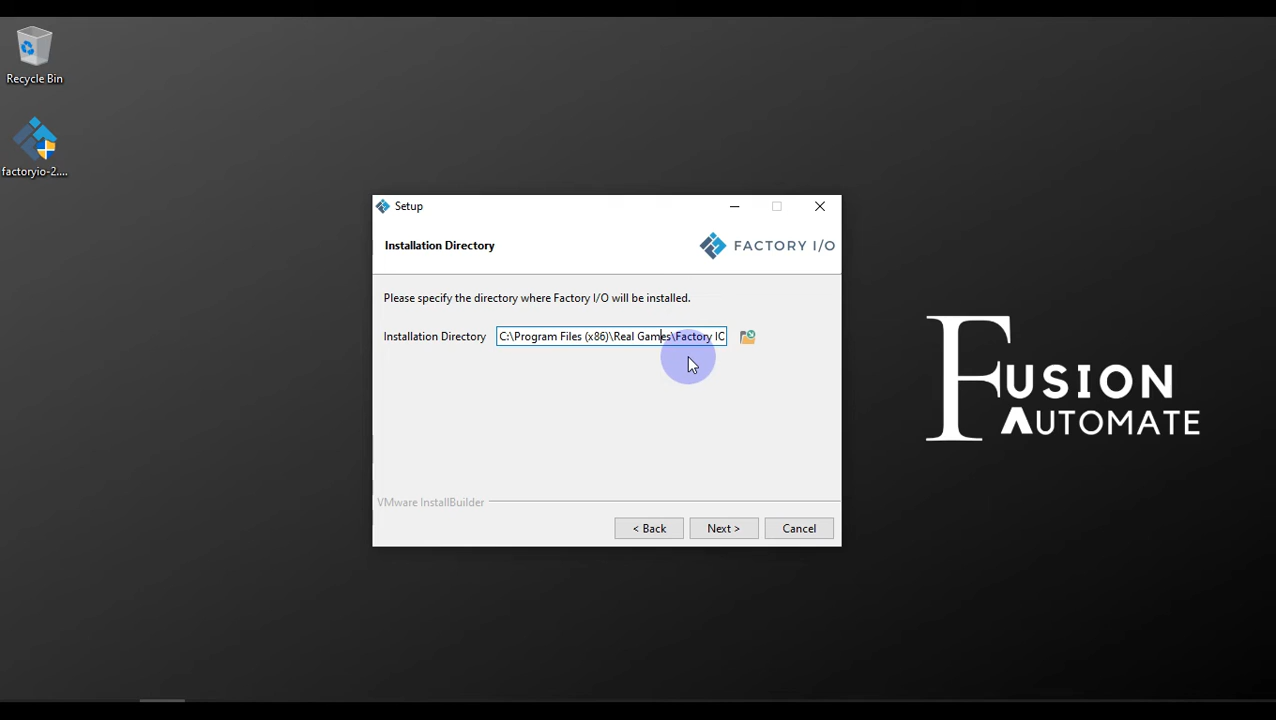 Recycle Bin
factoryio-2....
Setup
Installation Directory
FACTORY I/O
Please specify the directory where Factory I/O will be installed.
Installation Directory C:\Program Files (x86)\Real Games\Factory IO
VMware InstallBuilder
< Back Next > Cancel
FUSION
AUTOMATE